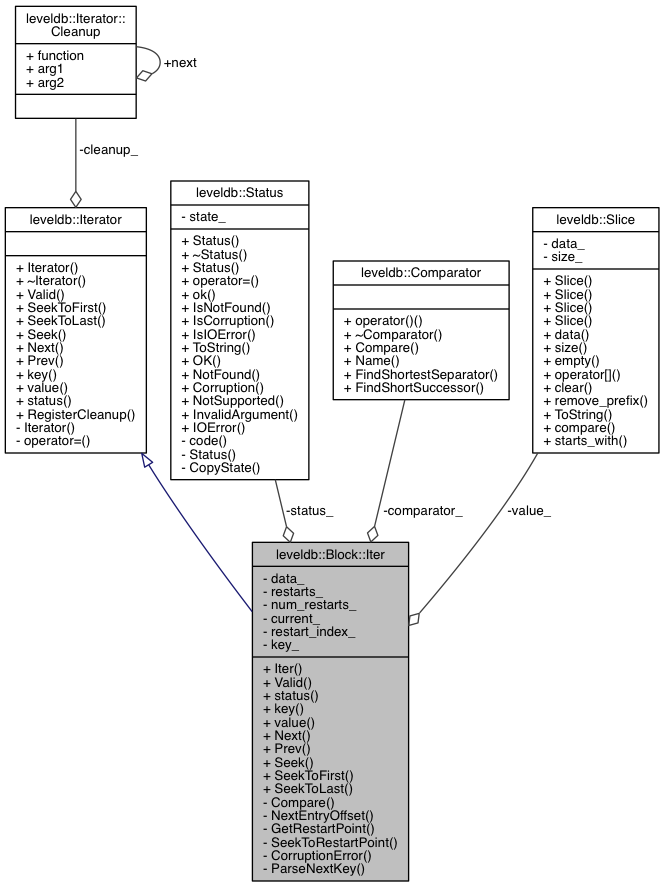 leveldb::Iterator::
Cleanup
+ function
+ arg1
+ arg2
+next
-cleanup_
leveldb::Iterator
+ Iterator()
+ ~Iterator()
+ Valid()
+ SeekToFirst()
+ SeekToLast()
+ Seek()
+ Next()
+ Prev()
+ key()
+ value()
+ status()
+ RegisterCleanup()
- Iterator()
- operator=()
leveldb::Status
- state_
+ Status()
+ ~Status()
+ Status()
+ operator=()
+ ok()
+ IsNotFound()
+ IsCorruption()
+ IsIOError()
+ ToString()
+ OK()
+ NotFound()
+ Corruption()
+ NotSupported()
+ InvalidArgument()
+ IOError()
- code()
- Status()
- CopyState()
leveldb::Comparator
+ operator()()
+ ~Comparator()
+ Compare()
+ Name()
+ FindShortestSeparator()
+ FindShortSuccessor()
leveldb::Slice
- data_
- size_
+ Slice()
+ Slice()
+ Slice()
+ Slice()
+ data()
+ size()
+ empty()
+ operator[]()
+ clear()
+ remove_prefix()
+ ToString()
+ compare()
+ starts_with()
-status_
-comparator_
-value_
leveldb::Block::Iter
- data_
- restarts_
- num_restarts_
- current_
- restart_index_
- key_
+ Iter()
+ Valid()
+ status()
+ key()
+ value()
+ Next()
+ Prev()
+ Seek()
+ SeekToFirst()
+ SeekToLast()
- Compare()
- NextEntryOffset()
- GetRestartPoint()
- SeekToRestartPoint()
- CorruptionError()
- ParseNextKey()